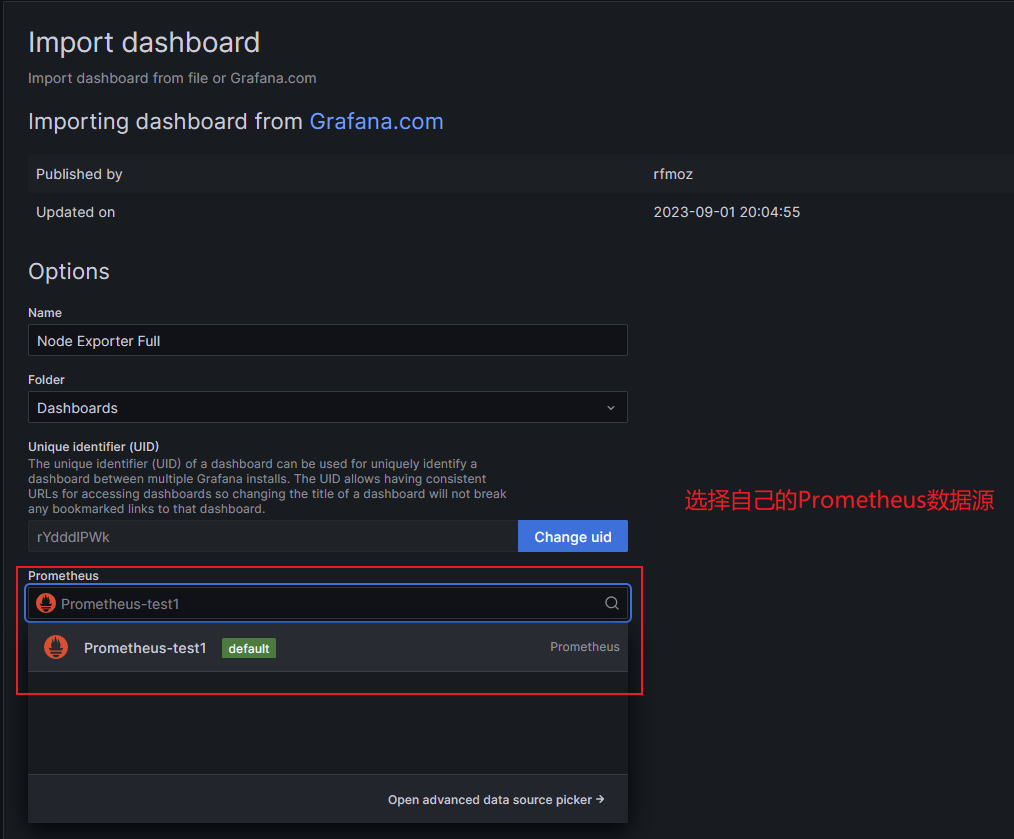 Import dashboard
Import dashboard from file or Grafana.com
Importing dashboard from Grafana.com
Published by rfmoz
Updated on 2023-09-01 20:04:55
Options
Name
Node Exporter Full
Folder
Dashboards
Unique identifier (UID)
The unique identifier (UID) of a dashboard can be used for uniquely identify a
dashboard between multiple Grafana installs. The UID allows having consistent
URLs for accessing dashboards so changing the title of a dashboard will not break
any bookmarked links to that dashboard.
选择自己的Prometheus数据源
rYdddlPWk Change uid
Prometheus
Prometheus-test1
Prometheus-test1 default Prometheus
Open advanced data source picker